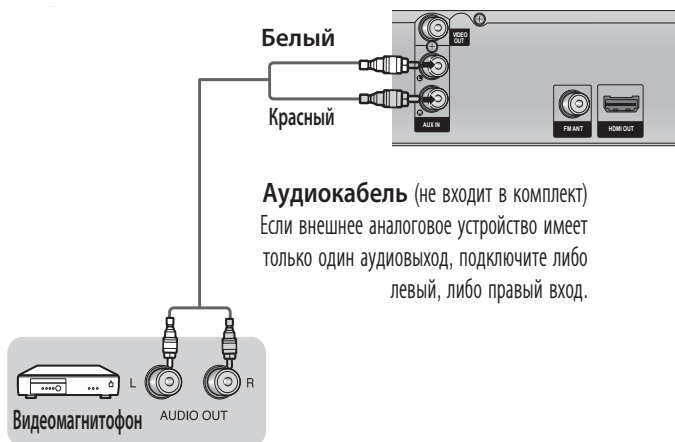 Белый
VIDEO OUT
Красный
AUX IN
FM ANT
HDMI OUT
Аудиокабель (не входит в комплект)
Если внешнее аналоговое устройство имеет
только один аудиовыход, подключите либо
левый, либо правый вход.
L
R
Видеомагнитофон
AUDIO OUT